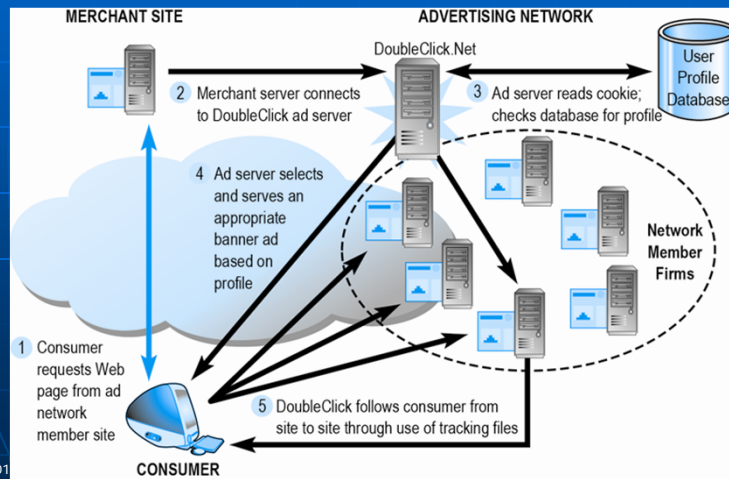 MERCHANT SITE
ADVERTISING NETWORK
DoubleClick.Net
User
Profile
Database
2 Merchant server connects
to DoubleClick ad server
3 Ad server reads cookie;
checks database for profile
4 Ad server selects
and serves an
appropriate
banner ad
based on
profile
Network
Member
Firms
1 Consumer
requests Web
page from ad
network
member site
5 DoubleClick follows consumer from
site to site through use of tracking files
CONSUMER